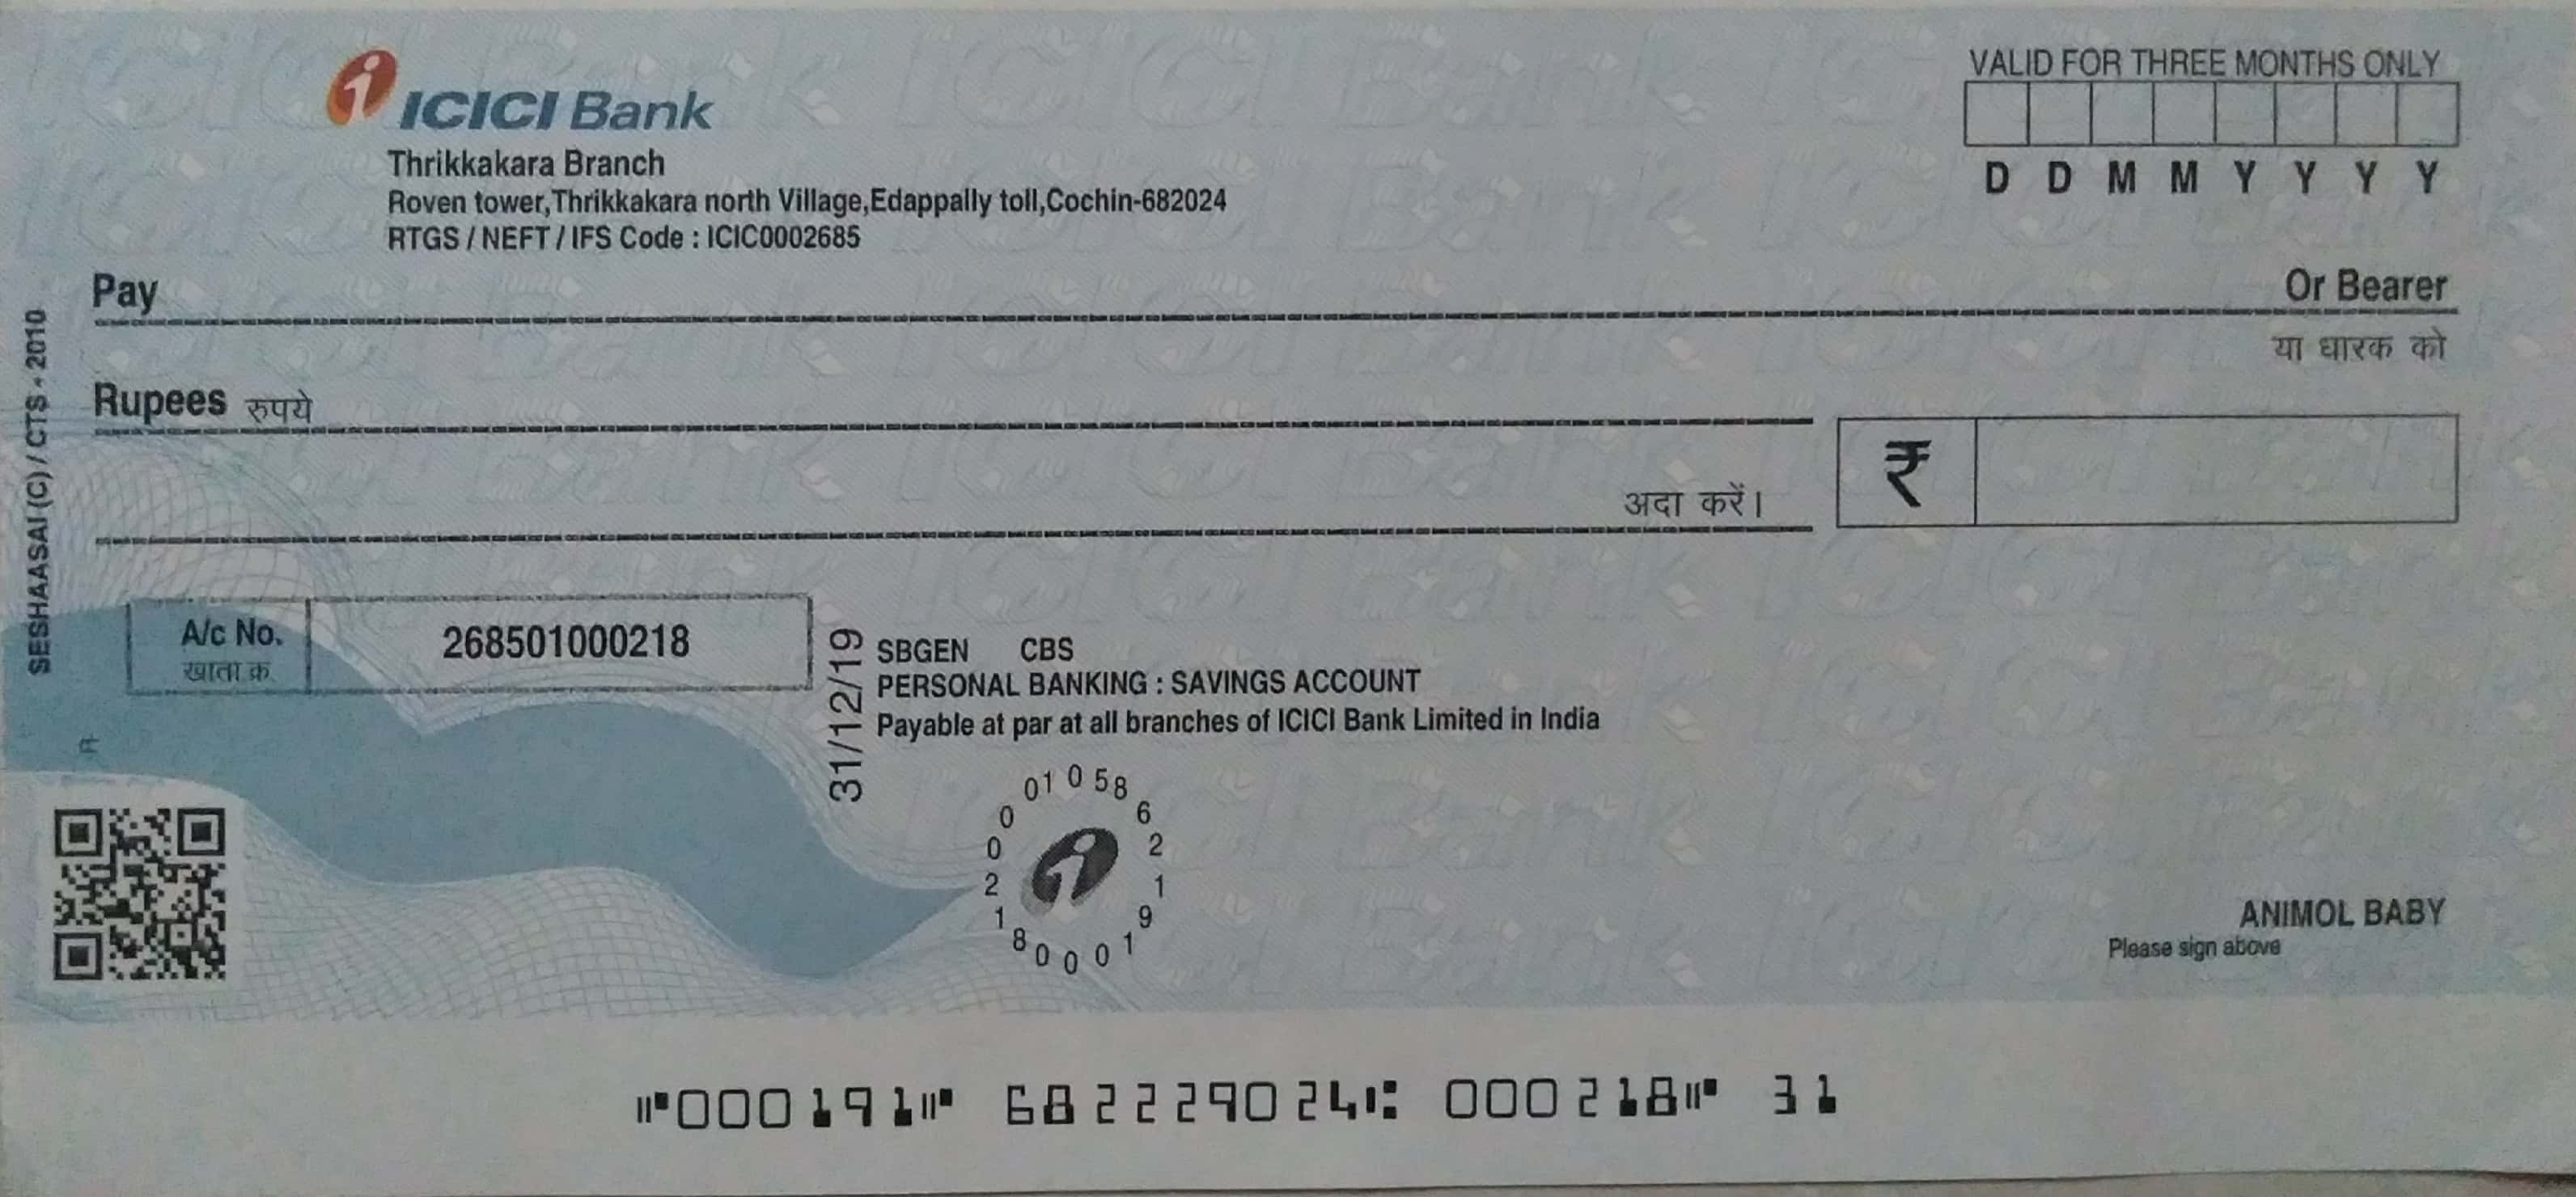 ICICI Bank
VALID FOR THREE MONTHS ONLY
D D M M Y Y Y Y
Thrikkakara Branch
Roven tower,Thrikkakara north Village,Edappally toll,Cochin-682024
RTGS / NEFT / IFS Code : ICIC0002685
Pay
Or Bearer
या धारक को
Rupees रुपये
अदा करें।
₹
A/c No.
खाता क्र
268501000218
31/12/19
SBGEN CBS
PERSONAL BANKING : SAVINGS ACCOUNT
Payable at par at all branches of ICICI Bank Limited in India
SESHAASAI (C) / CTS - 2010
R
01058621910008120 0
ANIMOL BABY
Please sign above
⑈000191⑈ 682229024⑆ 000218⑈ 31